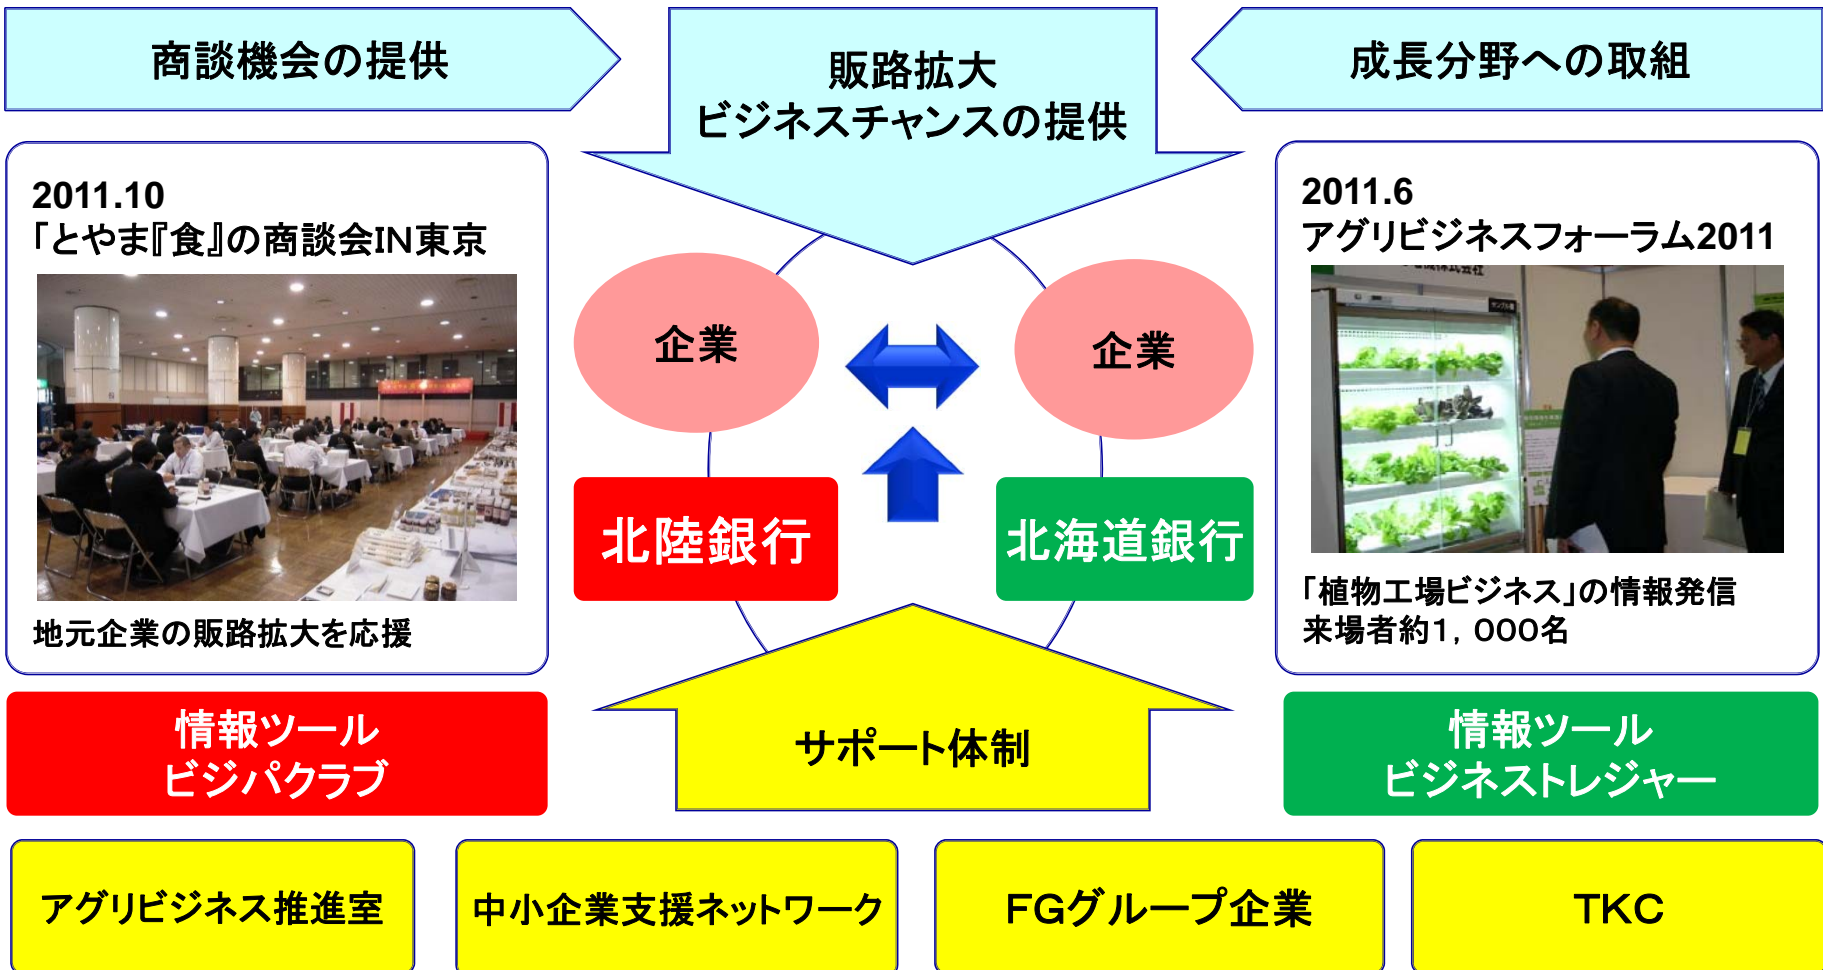 商談機会の提供
販路拡大
ビジネスチャンスの提供
成長分野への取組
2011.10
「とやま『食』の商談会IN東京
地元企業の販路拡大を応援
企業
企業
北陸銀行
北海道銀行
2011.6
アグリビジネスフォーラム2011
株式会社
サンプル
「植物工場ビジネス」の情報発信
来場者約1,000名
情報ツール
ビジパクラブ
サポート体制
情報ツール
ビジネストレジャー
アグリビジネス推進室
中小企業支援ネットワーク
FGグループ企業
TKC